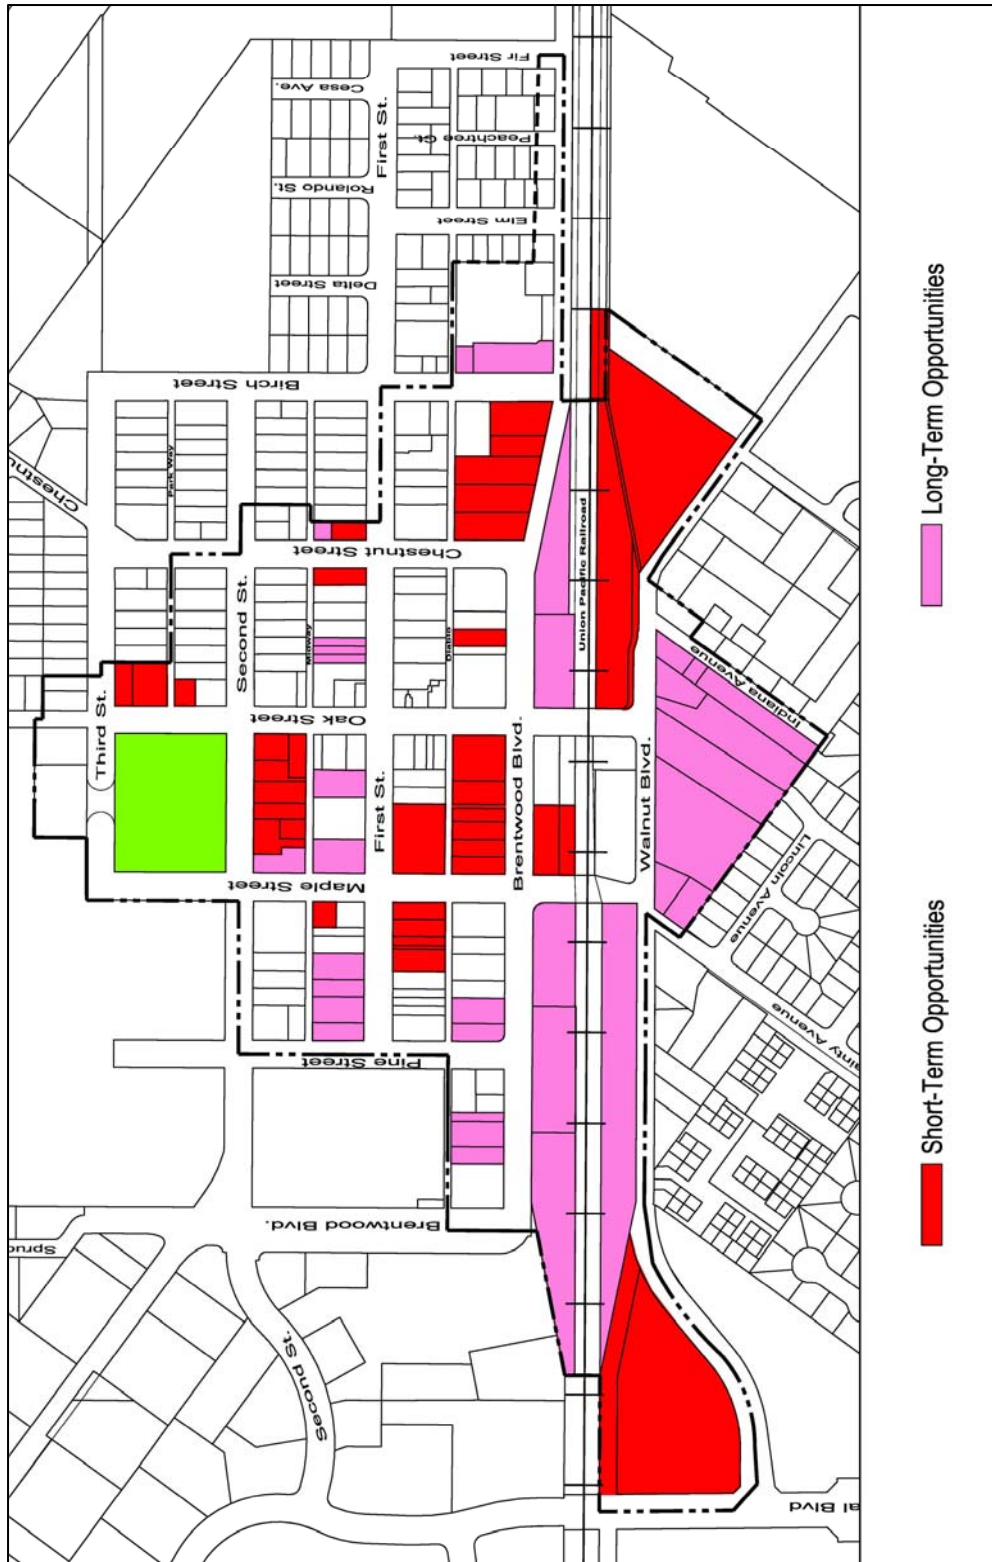 Fir Street
Cesa Ave.
First St.
Peachtree Ct.
Rolando St.
Elm Street
Delta Street
Birch Street
Park Way
Second St.
Chestnut Street
Midway
Diablo
Union Pacific Railroad
Third St.
Oak Street
Indiana Avenue
First St.
Brentwood Blvd.
Walnut Blvd.
Maple Street
Lincoln Avenue
Pine Street
Brentwood Blvd.
Second St.
Short-Term Opportunities
Long-Term Opportunities